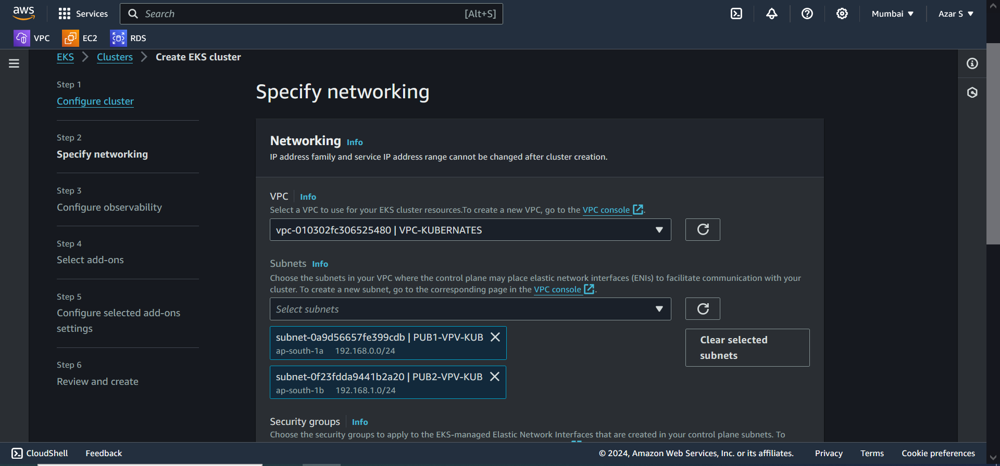 aws
Services
Search
[Alt+S]
Mumbai
Azar S
VPC
EC2
RDS
EKS
Clusters
Create EKS cluster
Step 1
Configure cluster
Step 2
Specify networking
Step 3
Configure observability
Step 4
Select add-ons
Step 5
Configure selected add-ons
settings
Step 6
Review and create
Specify networking
Networking Info
IP address family and service IP address range cannot be changed after cluster creation.
VPC Info
Select a VPC to use for your EKS cluster resources.To create a new VPC, go to the VPC console.
vpc-010302fc306525480 | VPC-KUBERNATES
Subnets Info
Choose the subnets in your VPC where the control plane may place elastic network interfaces (ENIs) to facilitate communication with your
cluster. To create a new subnet, go to the corresponding page in the VPC console.
Select subnets
subnet-0a9d56657fe399cdb | PUB1-VPV-KUB
ap-south-1a 192.168.0.0/24
Clear selected
subnets
subnet-0f23fdda9441b2a20 | PUB2-VPV-KUB
ap-south-1b 192.168.1.0/24
Security groups Info
Choose the security groups to apply to the EKS-managed Elastic Network Interfaces that are created in your control plane subnets. To
CloudShell
Feedback
© 2024, Amazon Web Services, Inc. or its affiliates.
Privacy
Terms
Cookie preferences